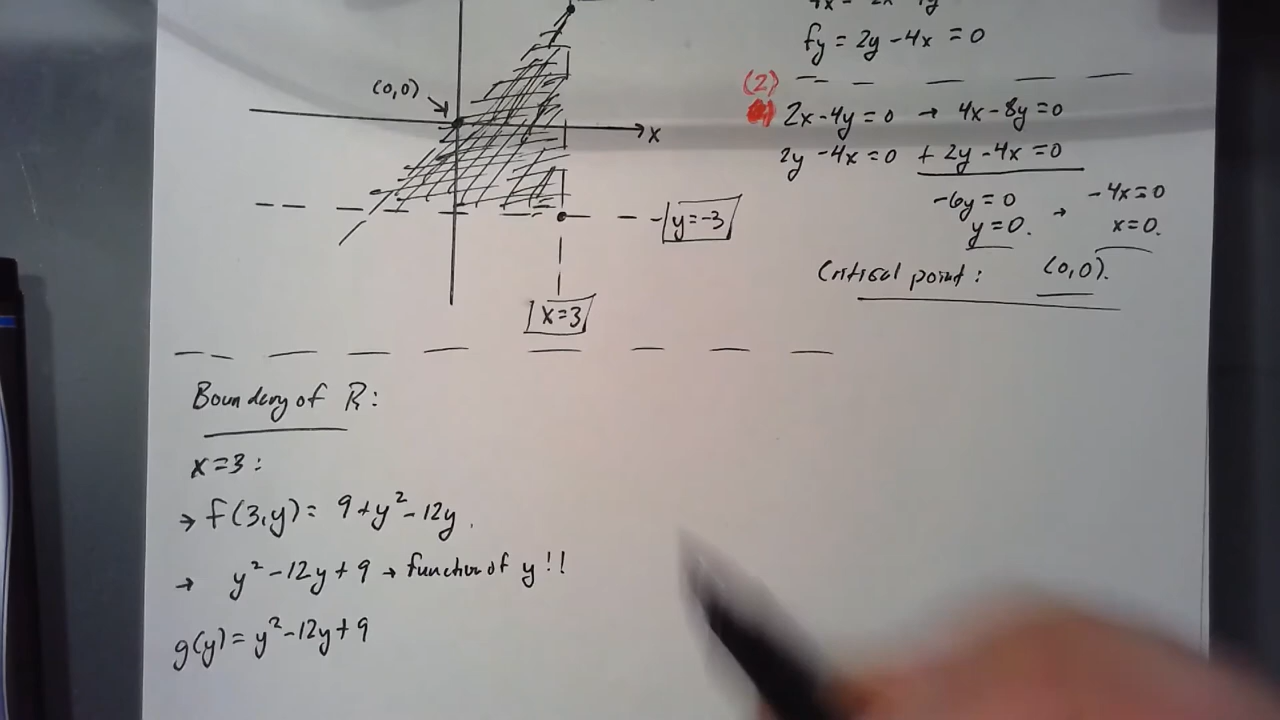 fy = 2y - 4x = 0
(0,0)
x
y = -3
x = 3
(2)
2x - 4y = 0 → 4x - 8y = 0
2y - 4x = 0 + 2y - 4x = 0
-6y = 0 → -4x = 0
y = 0. x = 0.
Critical point: (0,0).
Boundary of R:
x = 3:
→ f(3,y) = 9 + y² - 12y.
→ y² - 12y + 9 → function of y!!
g(y) = y² - 12y + 9